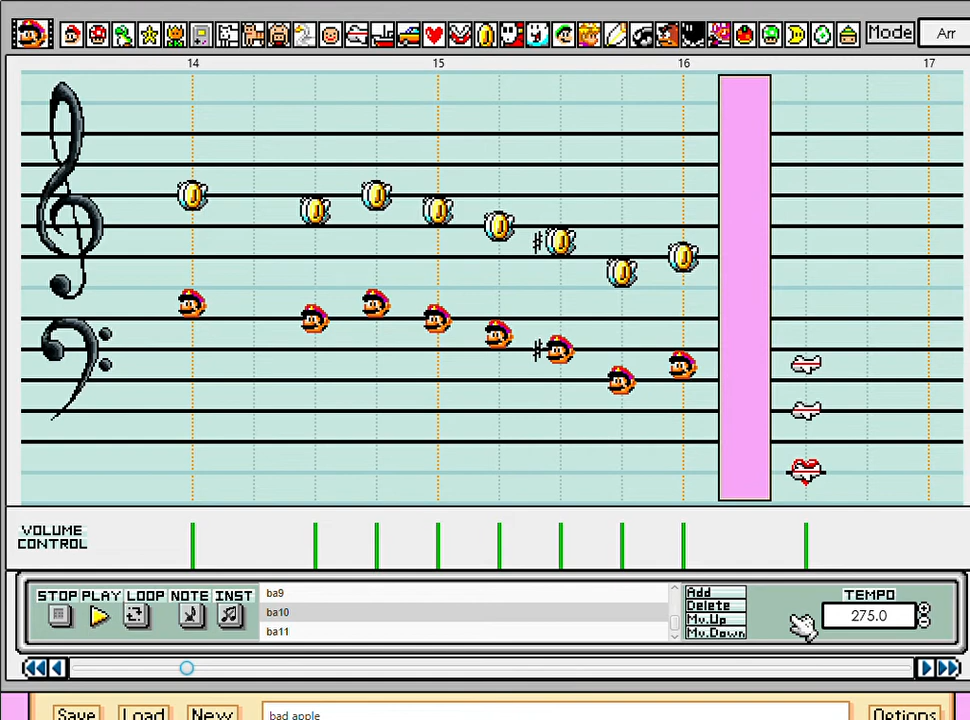 Mode Arr
14 15 16 17
VOLUME
CONTROL
STOP PLAY LOOP NOTE INST
ba9
ba10
ba11
Add
Delete
Mv.Up
Mv.Down
TEMPO
275.0
Save Load New bad apple Options